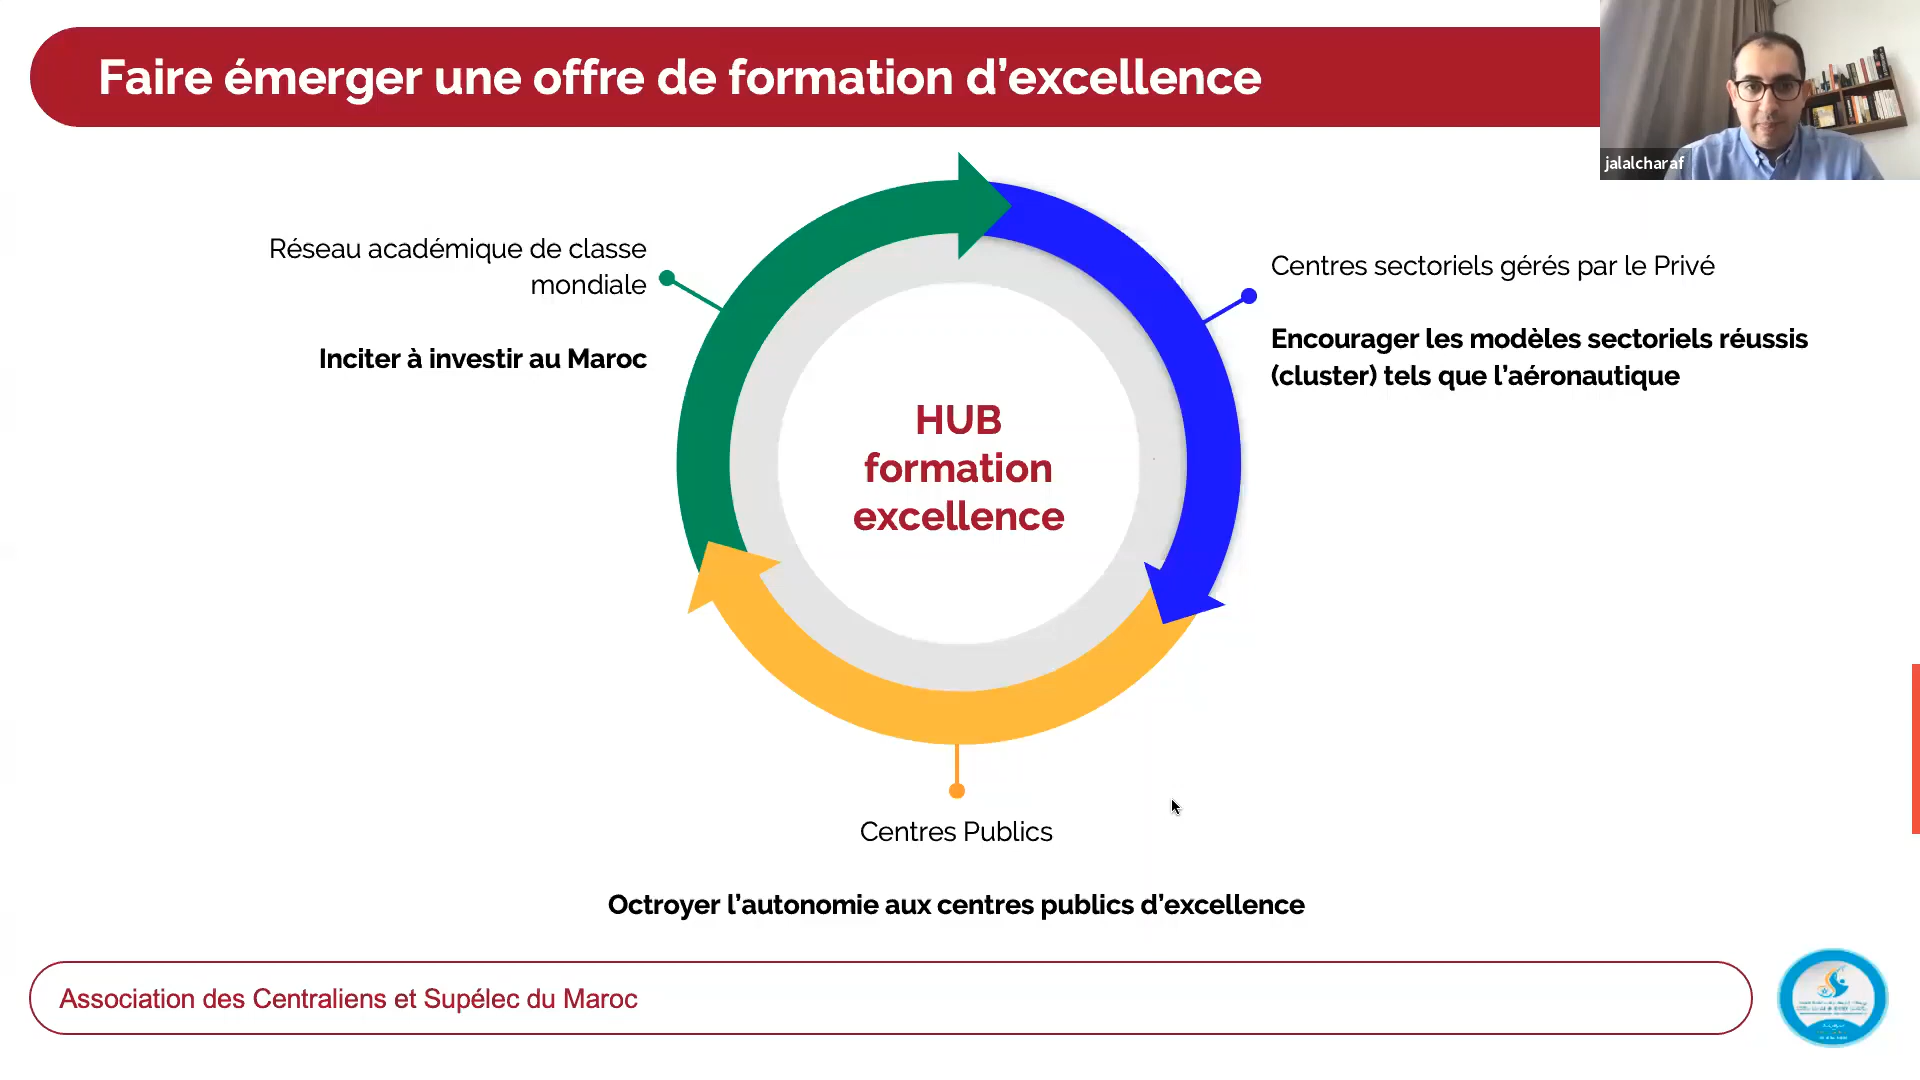 Faire émerger une offre de formation d’excellence
jalalcharaf
Réseau académique de classe
mondiale
Inciter à investir au Maroc
Centres sectoriels gérés par le Privé
Encourager les modèles sectoriels réussis
(cluster) tels que l’aéronautique
HUB
formation
excellence
Centres Publics
Octroyer l’autonomie aux centres publics d’excellence
Association des Centraliens et Supélec du Maroc